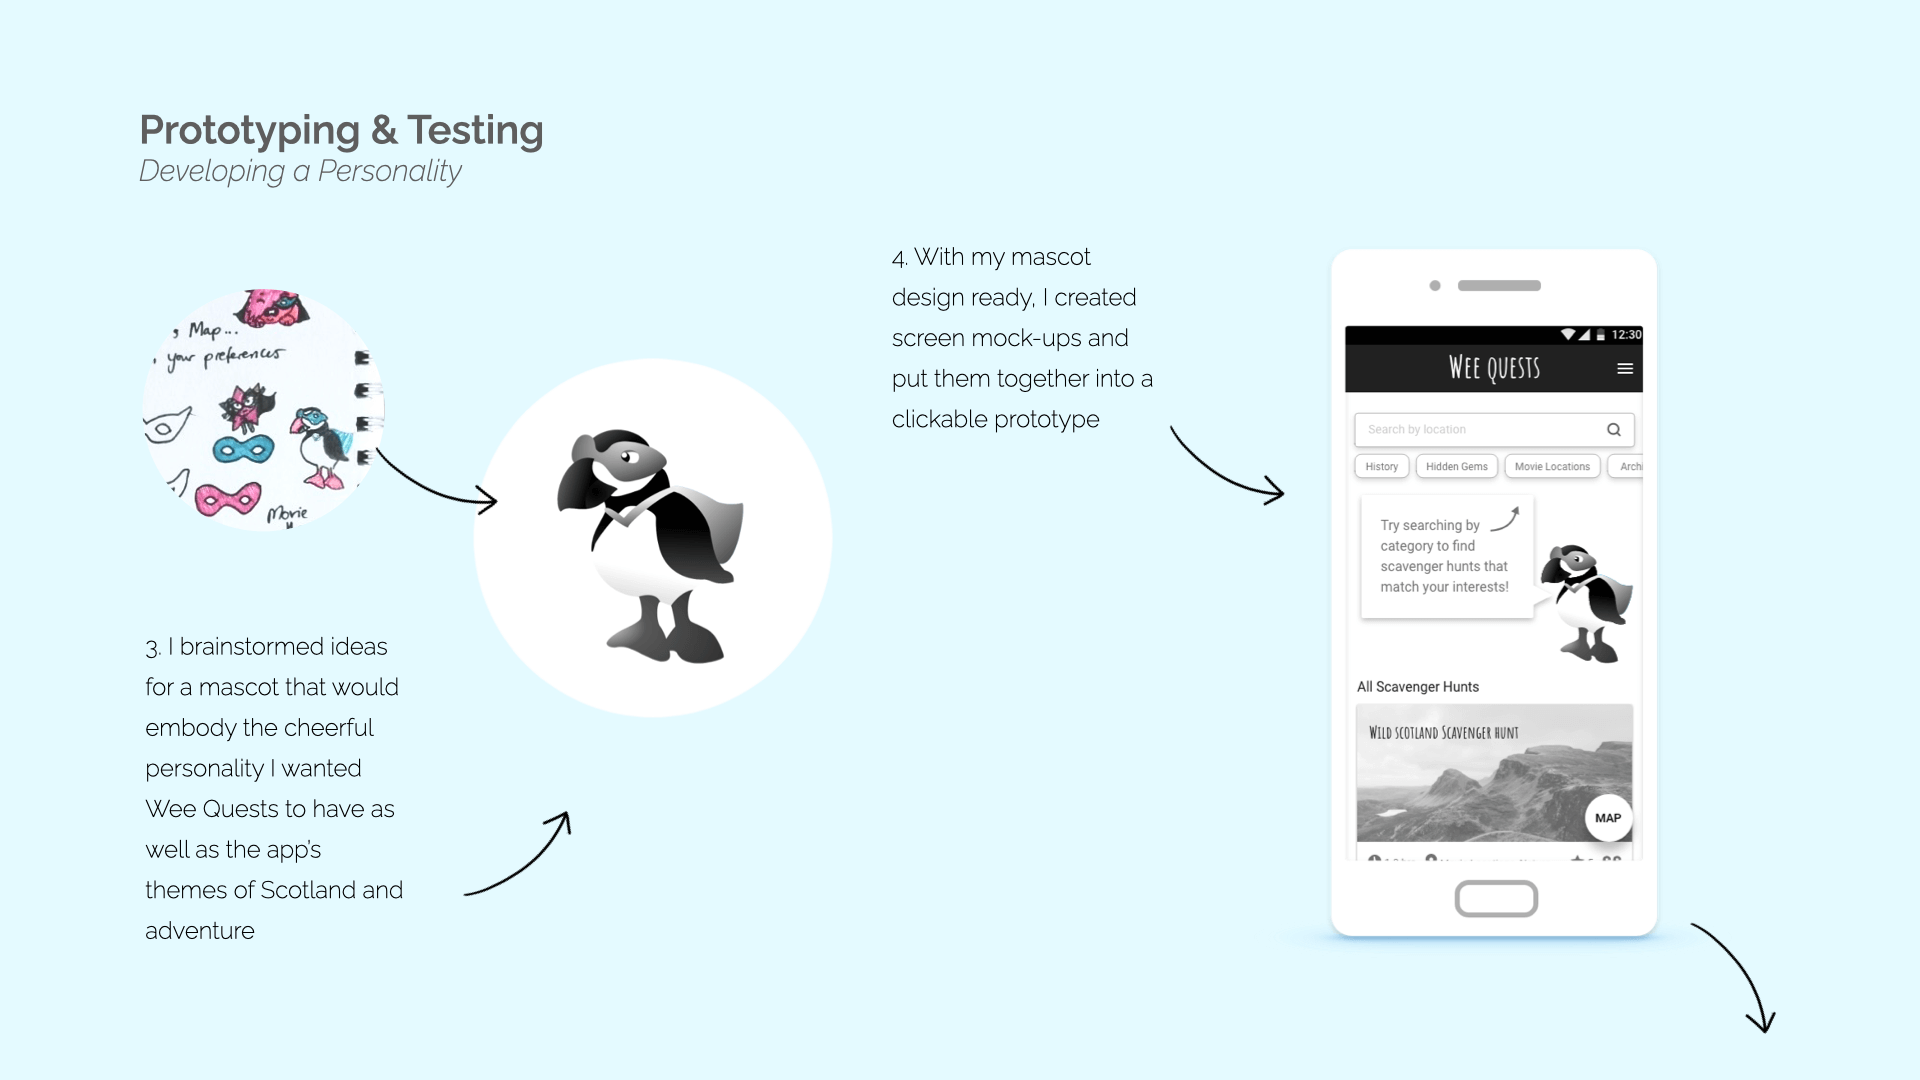 Prototyping & Testing
Developing a Personality
, Map...
your preferences
Movie
3. I brainstormed ideas
for a mascot that would
embody the cheerful
personality I wanted
Wee Quests to have as
well as the app's
themes of Scotland and
adventure
4. With my mascot
design ready, I created
screen mock-ups and
put them together into a
clickable prototype
12:30
Wee Quests
Search by location
History
Hidden Gems
Movie Locations
Archi
Try searching by
category to find
scavenger hunts that
match your interests!
All Scavenger Hunts
Wild Scotland Scavenger Hunt
MAP